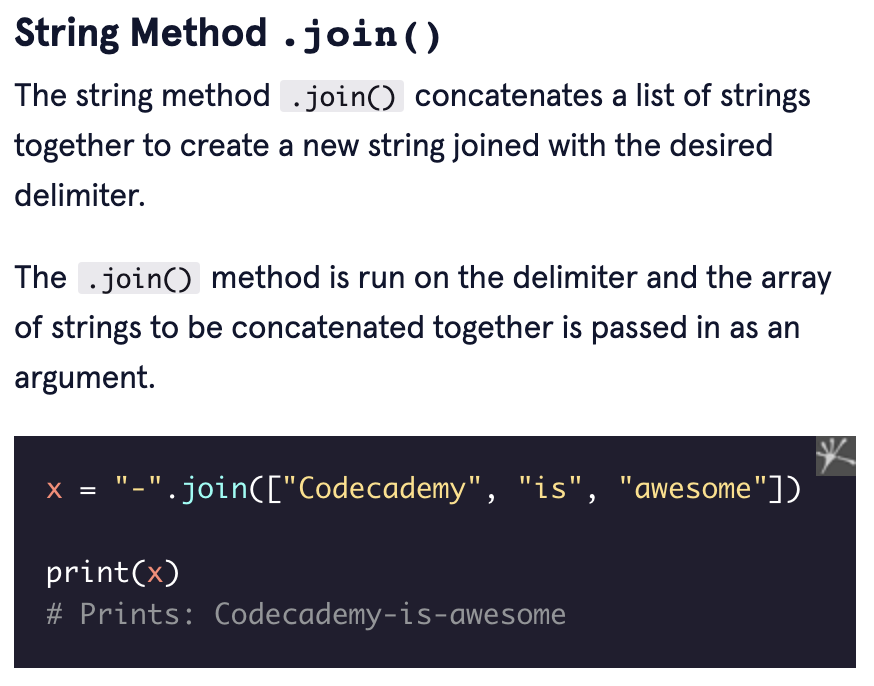 String Method .join()
The string method .join() concatenates a list of strings
together to create a new string joined with the desired
delimiter.
The .join() method is run on the delimiter and the array
of strings to be concatenated together is passed in as an
argument.
x = "-".join(["Codecademy", "is", "awesome"])
print(x)
# Prints: Codecademy-is-awesome